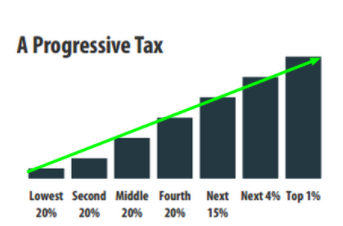 A Progressive Tax
Lowest Second Middle Fourth Next Next 4% Top 1%
20% 20% 20% 20% 15%